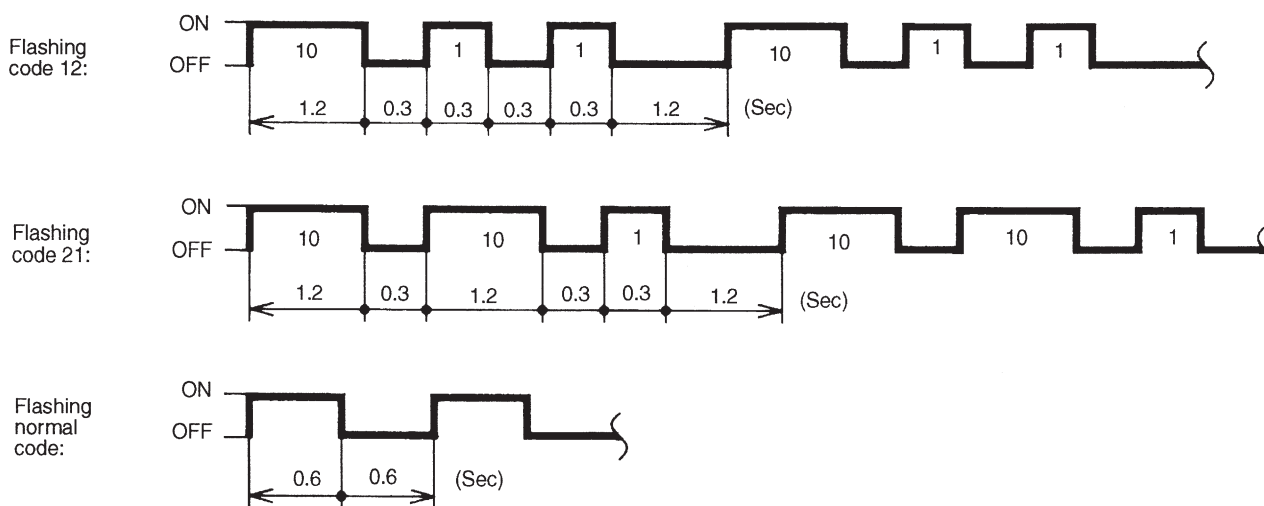 ON
Flashing
code 12:
OFF
10
1
1
10
1
1
1.2
0.3
0.3
0.3
0.3
1.2
(Sec)
ON
Flashing
code 21:
OFF
10
10
1
10
10
1
1.2
0.3
1.2
0.3
0.3
1.2
(Sec)
ON
Flashing
normal
code:
OFF
0.6
0.6
(Sec)